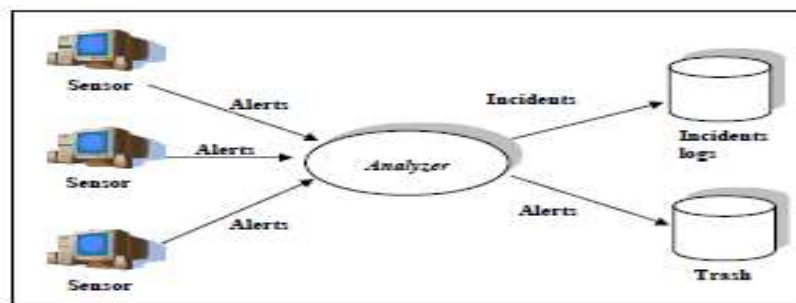 Sensor
Alerts
Incidents
Incidents
logs
Sensor
Alerts
Analyzer
Sensor
Alerts
Alerts
Trash